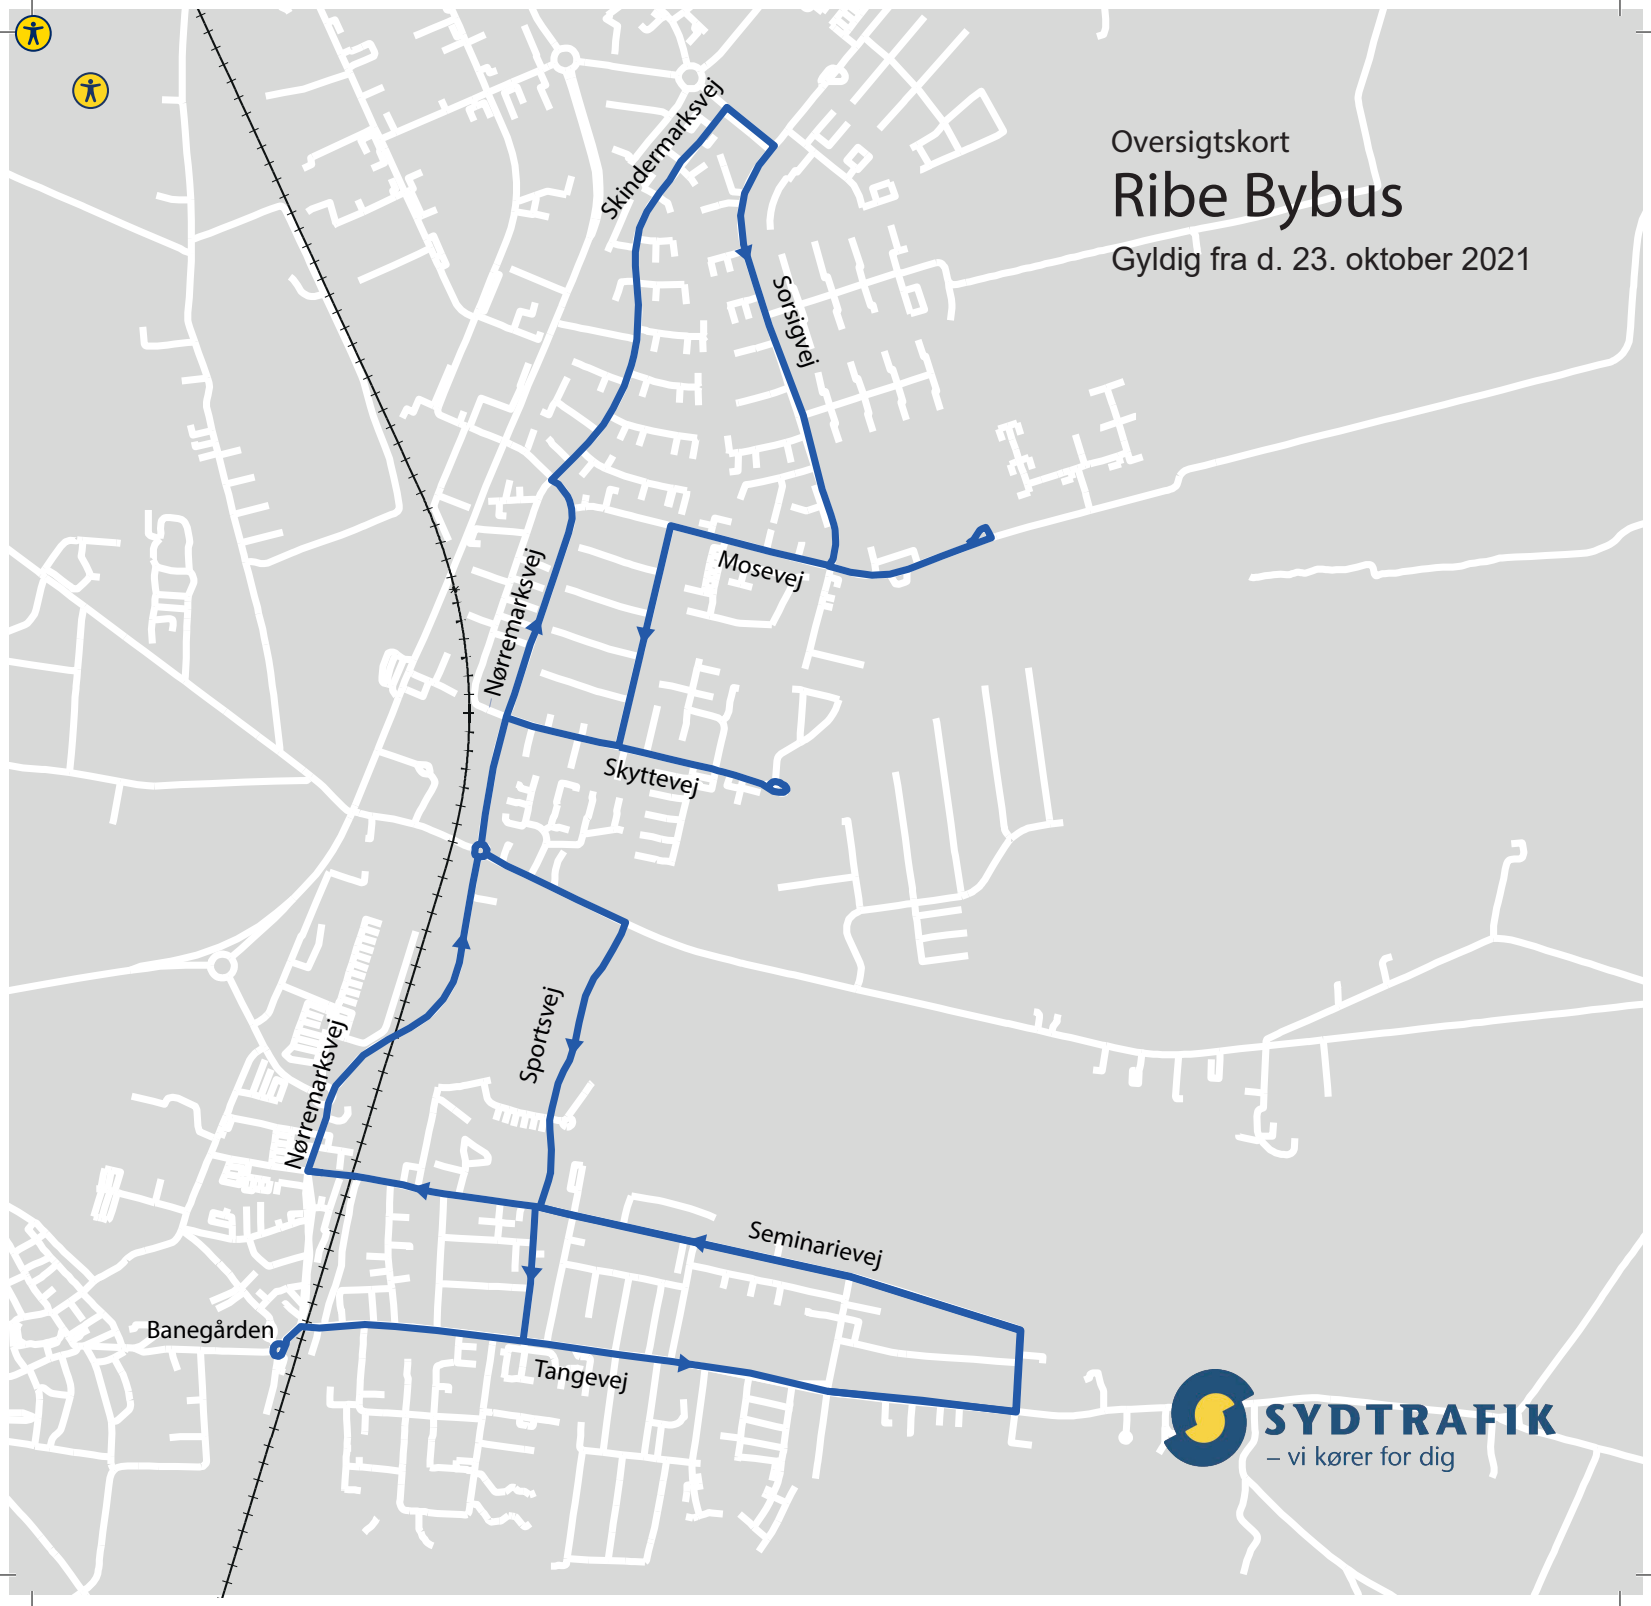 Oversigtskort
Ribe Bybus
Gyldig fra d. 23. oktober 2021
Skindermarksvej
Sorsigvej
Mosevej
Nørremarksvej
Skyttevej
Sportsvej
Nørremarksvej
Seminarievej
Banegården
Tangevej
SYDTRAFIK
– vi kører for dig